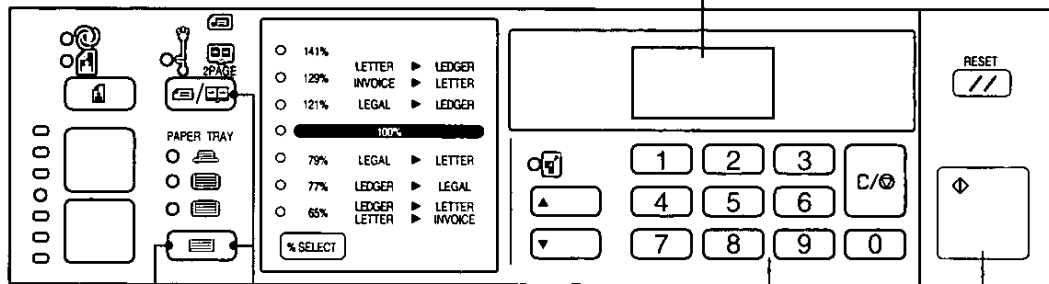 2PAGE
PAPER TRAY
141%
129% LETTER ▶ LEDGER
INVOICE ▶ LETTER
121% LEGAL ▶ LEDGER
100%
79% LEGAL ▶ LETTER
77% LEDGER ▶ LEGAL
65% LEDGER ▶ LETTER
LETTER ▶ INVOICE
% SELECT
1 2 3
C/
4 5 6
7 8 9 0
RESET
//